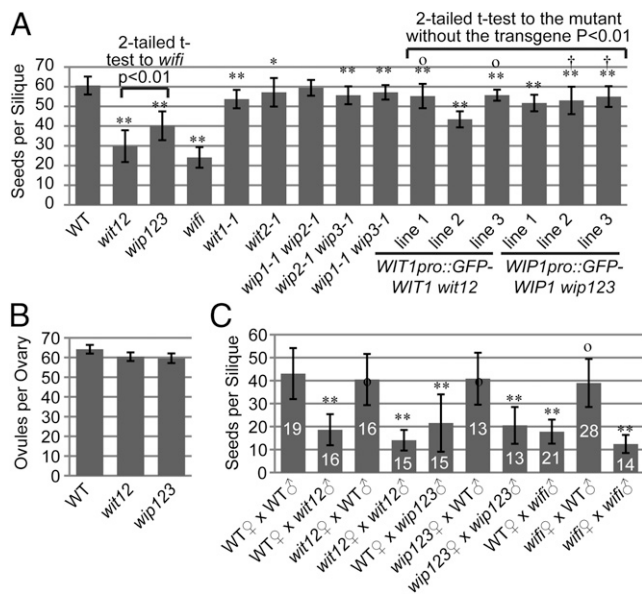 A
2-tailed t-test to wifi p<0.01
2-tailed t-test to the mutant without the transgene P<0.01
Seeds per Silique
70
60
50
40
30
20
10
0
** ** ** ** * ** ** o ** ** o ** ** † ** † **
WT
wit12
wip123
wifi
wit1-1
wit2-1
wip1-1 wip2-1
wip2-1 wip3-1
wip1-1 wip3-1
line 1
line 2
line 3
line 1
line 2
line 3
WIT1pro::GFP-
WIT1 wit12
WIP1pro::GFP-
WIP1 wip123
B
Ovules per Ovary
70
60
50
40
30
20
10
0
WT
wit12
wip123
C
Seeds per Silique
60
50
40
30
20
10
0
** o ** ** o ** ** o **
19
16
16
15
15
13
13
21
28
14
WT♀ x WT♂
WT♀ x wit12♂
wit12♀ x WT♂
wit12♀ x wit12♂
WT♀ x wip123♂
wip123♀ x WT♂
wip123♀ x wip123♂
WT♀ x wifi♂
wifi♀ x WT♂
wifi♀ x wifi♂